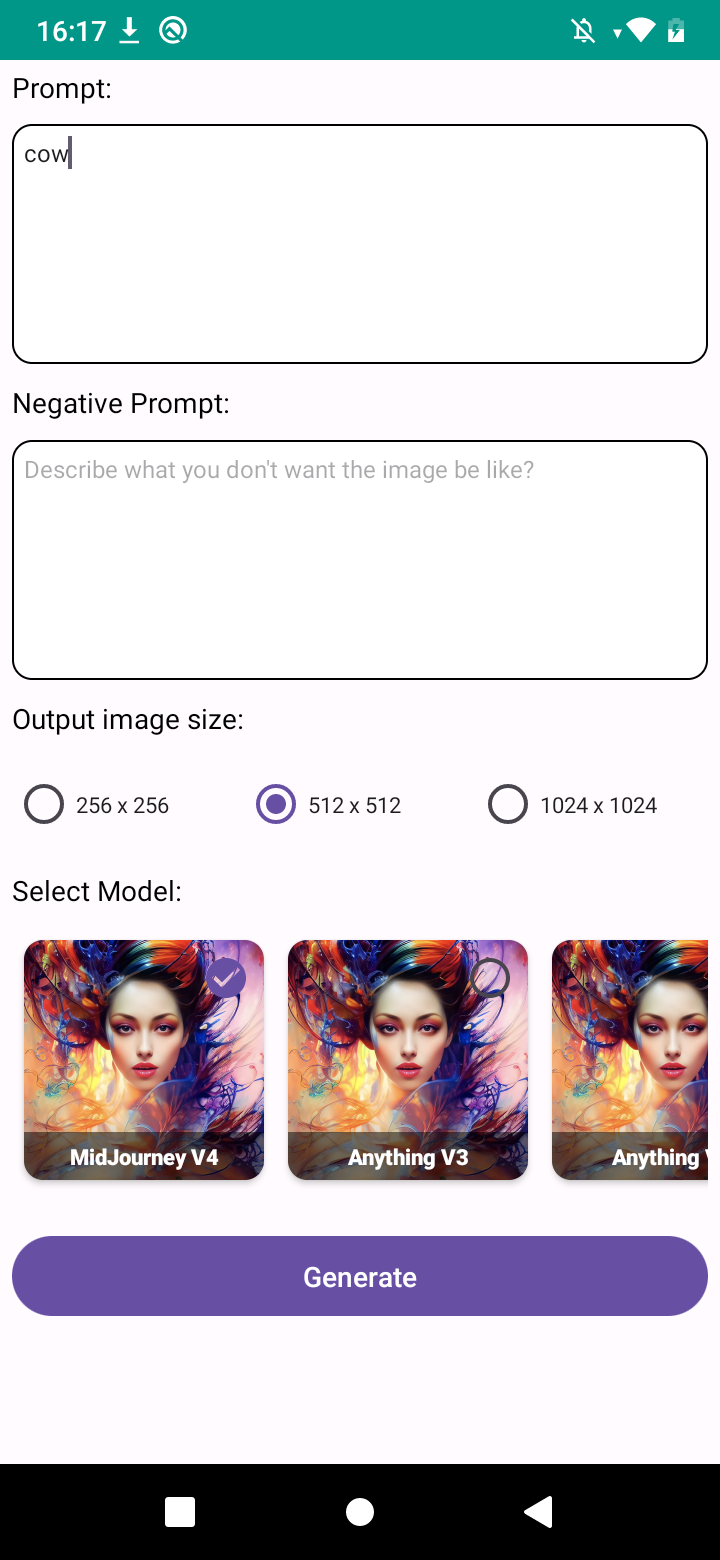 16:17
Prompt:
cow
Negative Prompt:
Describe what you don't want the image be like?
Output image size:
256 x 256 512 x 512 1024 x 1024
Select Model:
MidJourney V4 Anything V3 Anything
Generate